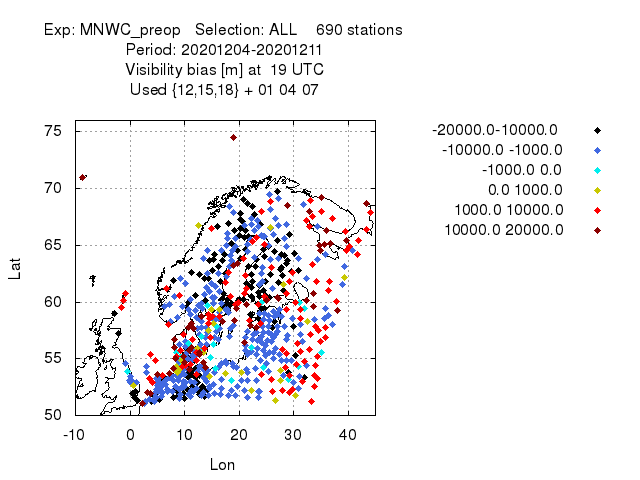 Exp: MNWC_preop Selection: ALL 690 stations
Period: 20201204-20201211
Visibility bias [m] at 19 UTC
Used {12,15,18} + 01 04 07
-20000.0-10000.0
-10000.0 -1000.0
-1000.0 0.0
0.0 1000.0
1000.0 10000.0
10000.0 20000.0
75
70
65
60
55
50
Lat
-10 0 10 20 30 40
Lon